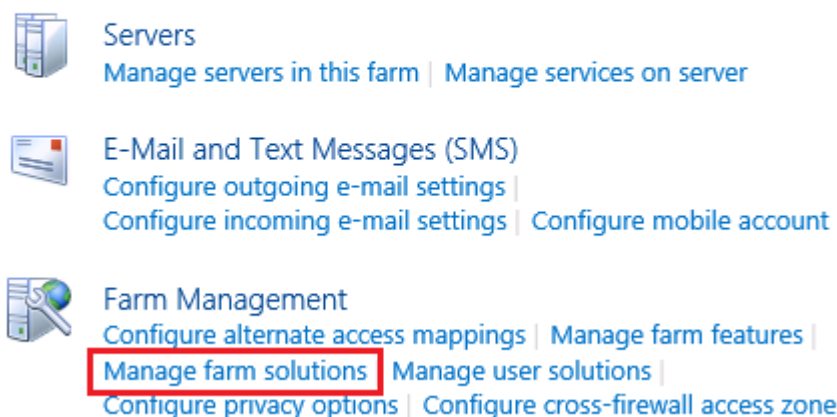 Servers
Manage servers in this farm | Manage services on server
E-Mail and Text Messages (SMS)
Configure outgoing e-mail settings |
Configure incoming e-mail settings | Configure mobile account
Farm Management
Configure alternate access mappings | Manage farm features |
Manage farm solutions | Manage user solutions |
Configure privacy options | Configure cross-firewall access zone